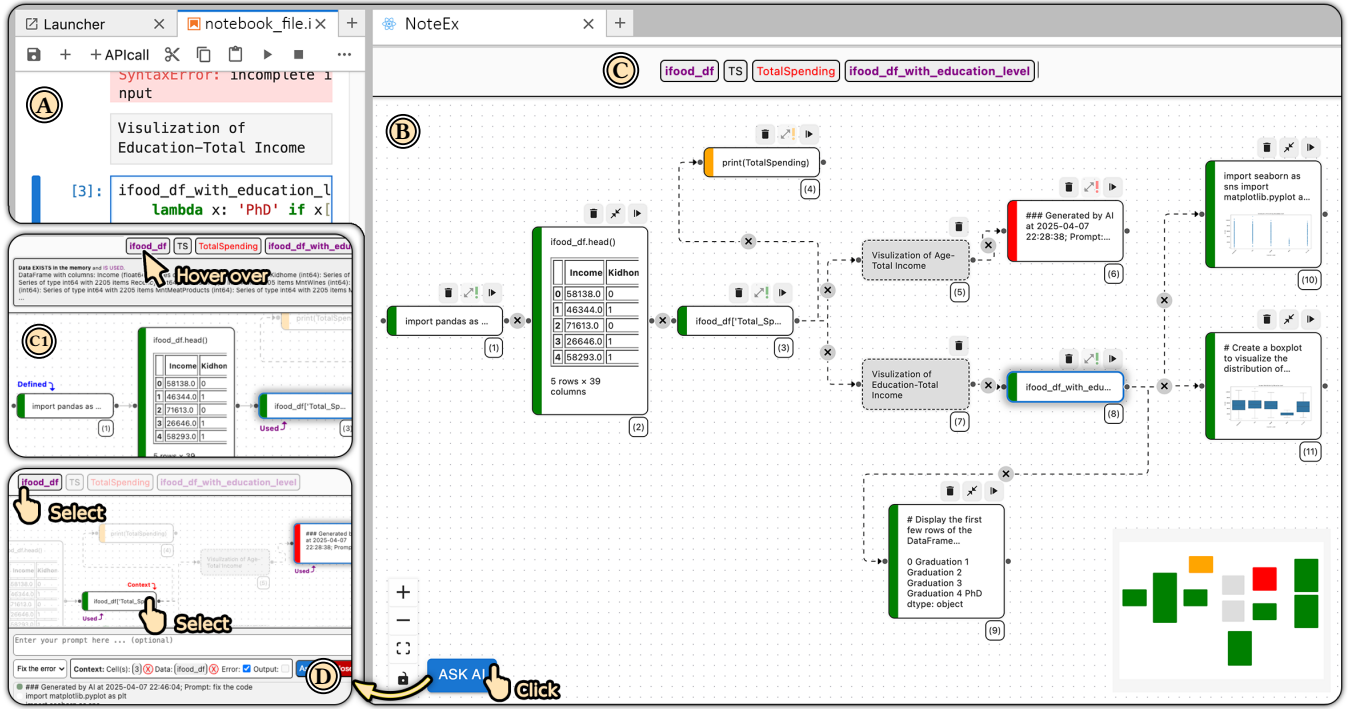 Launcher
notebook_file.i
NoteEx
APIcall
SyntaxError: incomplete i
nput
A
Visulization of
Education-Total Income
[3]:
ifood_df_with_education_l
lambda x: 'PhD' if x[
C
ifood_df
TS
TotalSpending
ifood_df_with_education_level
ifood_df
TS
TotalSpending
ifood_df_with_edu
Data EXISTS in the memory and IS USED.
Hover over
C1
print(TotalSpen
ifood_df.head()
Income Kidhon
0 58138.0 0
1 46344.0 1
2 71613.0 0
3 26646.0 1
4 58293.0 1
5 rows × 39
Defined
import pandas as ...
(1)
ifood_df['Total_Sp...
Used
(3)
ifood_df
TS
TotalSpending
ifood_df_with_education_level
Select
print(TotalSpending)
(4)
### Generated b
at 2025-04-07
22:28:38; Promp
Used
Visulization of Age-
Total Income
(5)
Income Kidhon
Context
ifood_df['Total_Sp
Used
Select
Enter your prompt here ... (optional)
Fix the error
Context: Cell(s): 3 X Data: ifood_df X Error: Output:
D
### Generated by AI at 2025-04-07 22:46:04; Prompt: fix the code
import matplotlib.pyplot as plt
B
import pandas as ...
(1)
ifood_df.head()
Income Kidhon
0 58138.0 0
1 46344.0 1
2 71613.0 0
3 26646.0 1
4 58293.0 1
5 rows × 39
columns
(2)
ifood_df['Total_Sp...
(3)
print(TotalSpending)
(4)
Visulization of Age-
Total Income
(5)
### Generated by AI
at 2025-04-07
22:28:38; Prompt:...
(6)
Visulization of
Education-Total
Income
(7)
ifood_df_with_edu...
(8)
# Display the first
few rows of the
DataFrame...
0 Graduation 1
Graduation 2
Graduation 3
Graduation 4 PhD
dtype: object
(9)
import seaborn as
sns import
matplotlib.pyplot a...
(10)
# Create a boxplot
to visualize the
distribution of...
(11)
ASK AI
Click